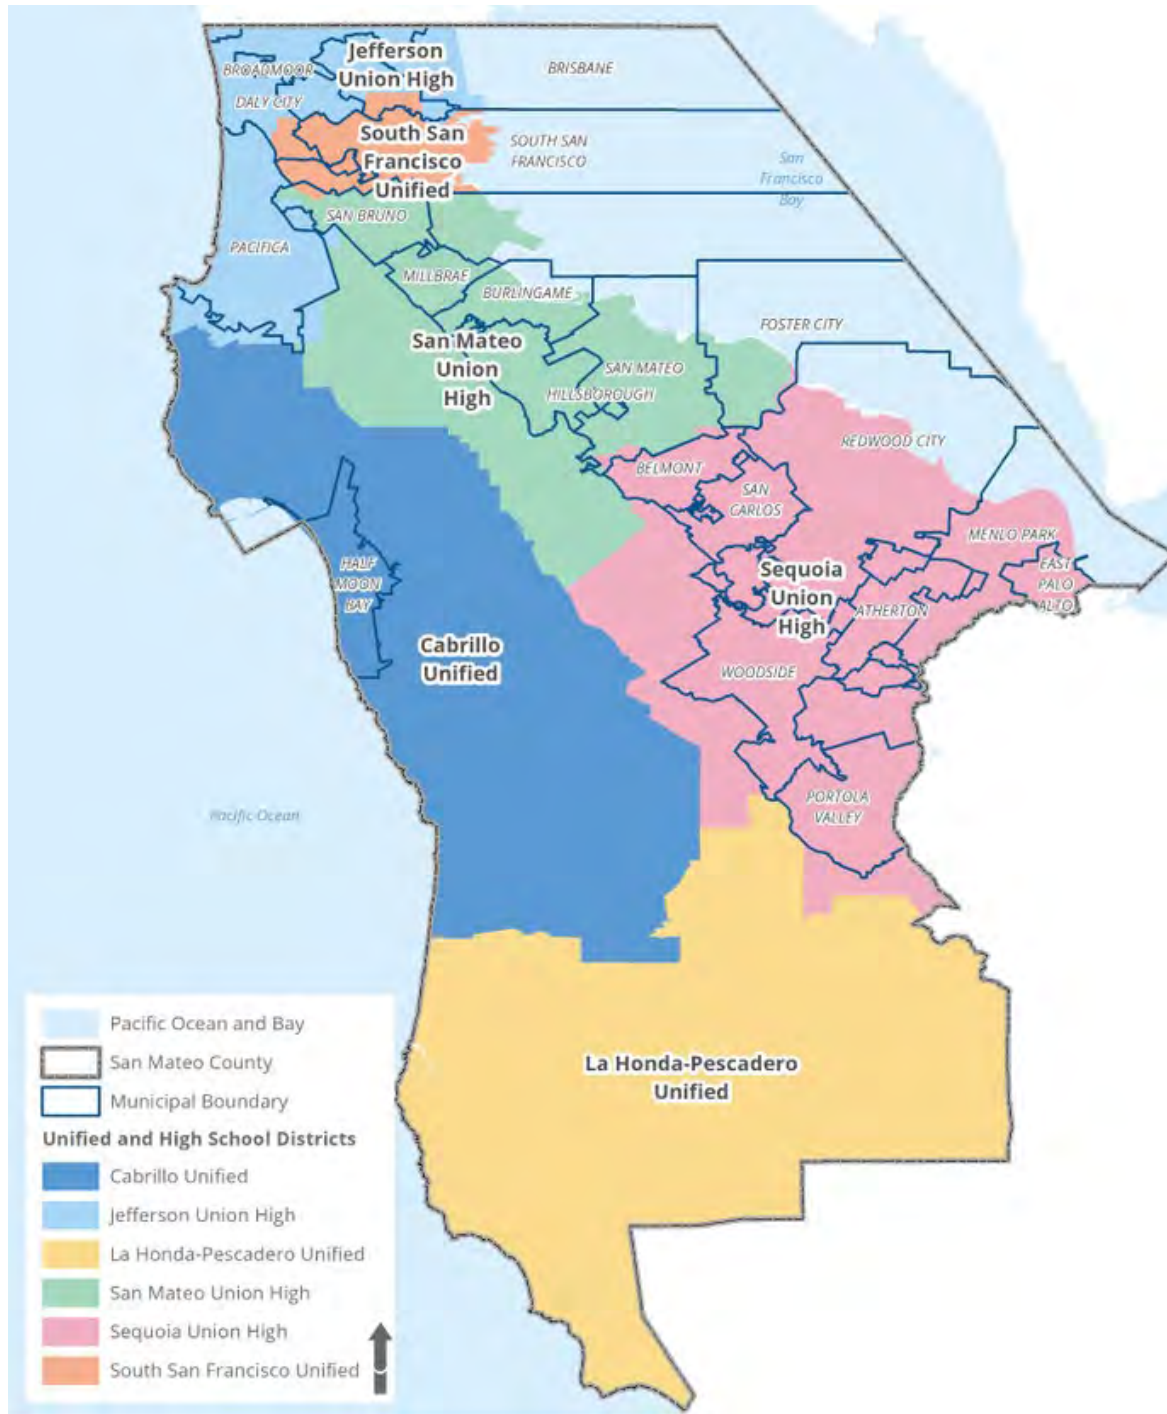 Jefferson
Union High
BROADMOOR
BRISBANE
DALY CITY
South San
Francisco
Unified
SOUTH SAN
FRANCISCO
San
Francisco
Bay
SAN BRUNO
PACIFICA
MILLBRAE
BURLINGAME
FOSTER CITY
San Mateo
Union
High
SAN MATEO
HILLSBOROUGH
REDWOOD CITY
BELMONT
SAN
CARLOS
MENLO PARK
HALF
MOON
BAY
Sequoia
Union
High
EAST
PALO
ALTO
ATHERTON
Cabrillo
Unified
WOODSIDE
PORTOLA
VALLEY
Pacific Ocean
La Honda-Pescadero
Unified
Pacific Ocean and Bay
San Mateo County
Municipal Boundary
Unified and High School Districts
Cabrillo Unified
Jefferson Union High
La Honda-Pescadero Unified
San Mateo Union High
Sequoia Union High
South San Francisco Unified